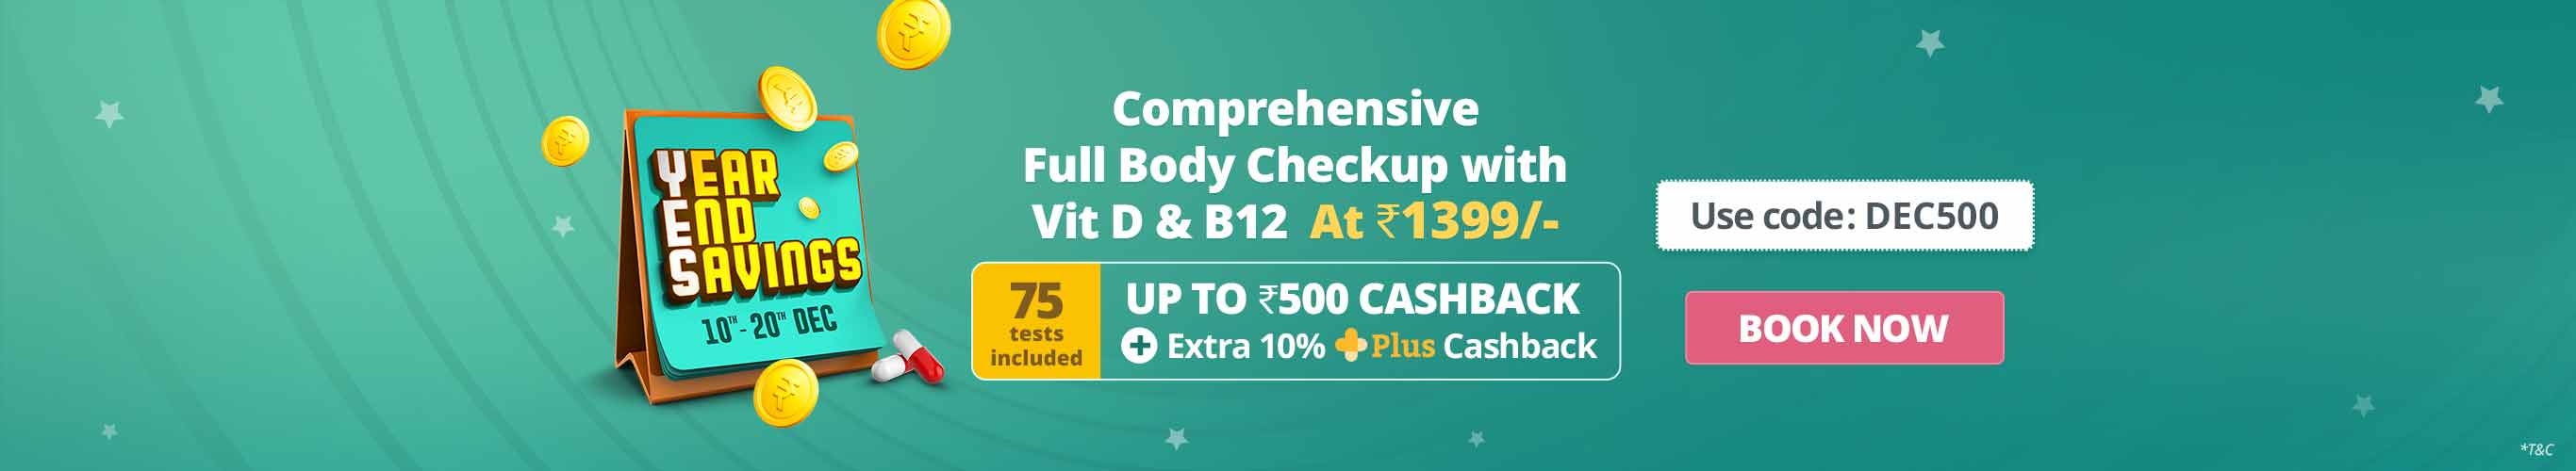 YEAR
END
SAVINGS
10TH - 20TH DEC
Comprehensive
Full Body Checkup with
Vit D & B12 At ₹1399/-
75
tests
included
UP TO ₹500 CASHBACK
+ Extra 10% Plus Cashback
Use code: DEC500
BOOK NOW
*T&C